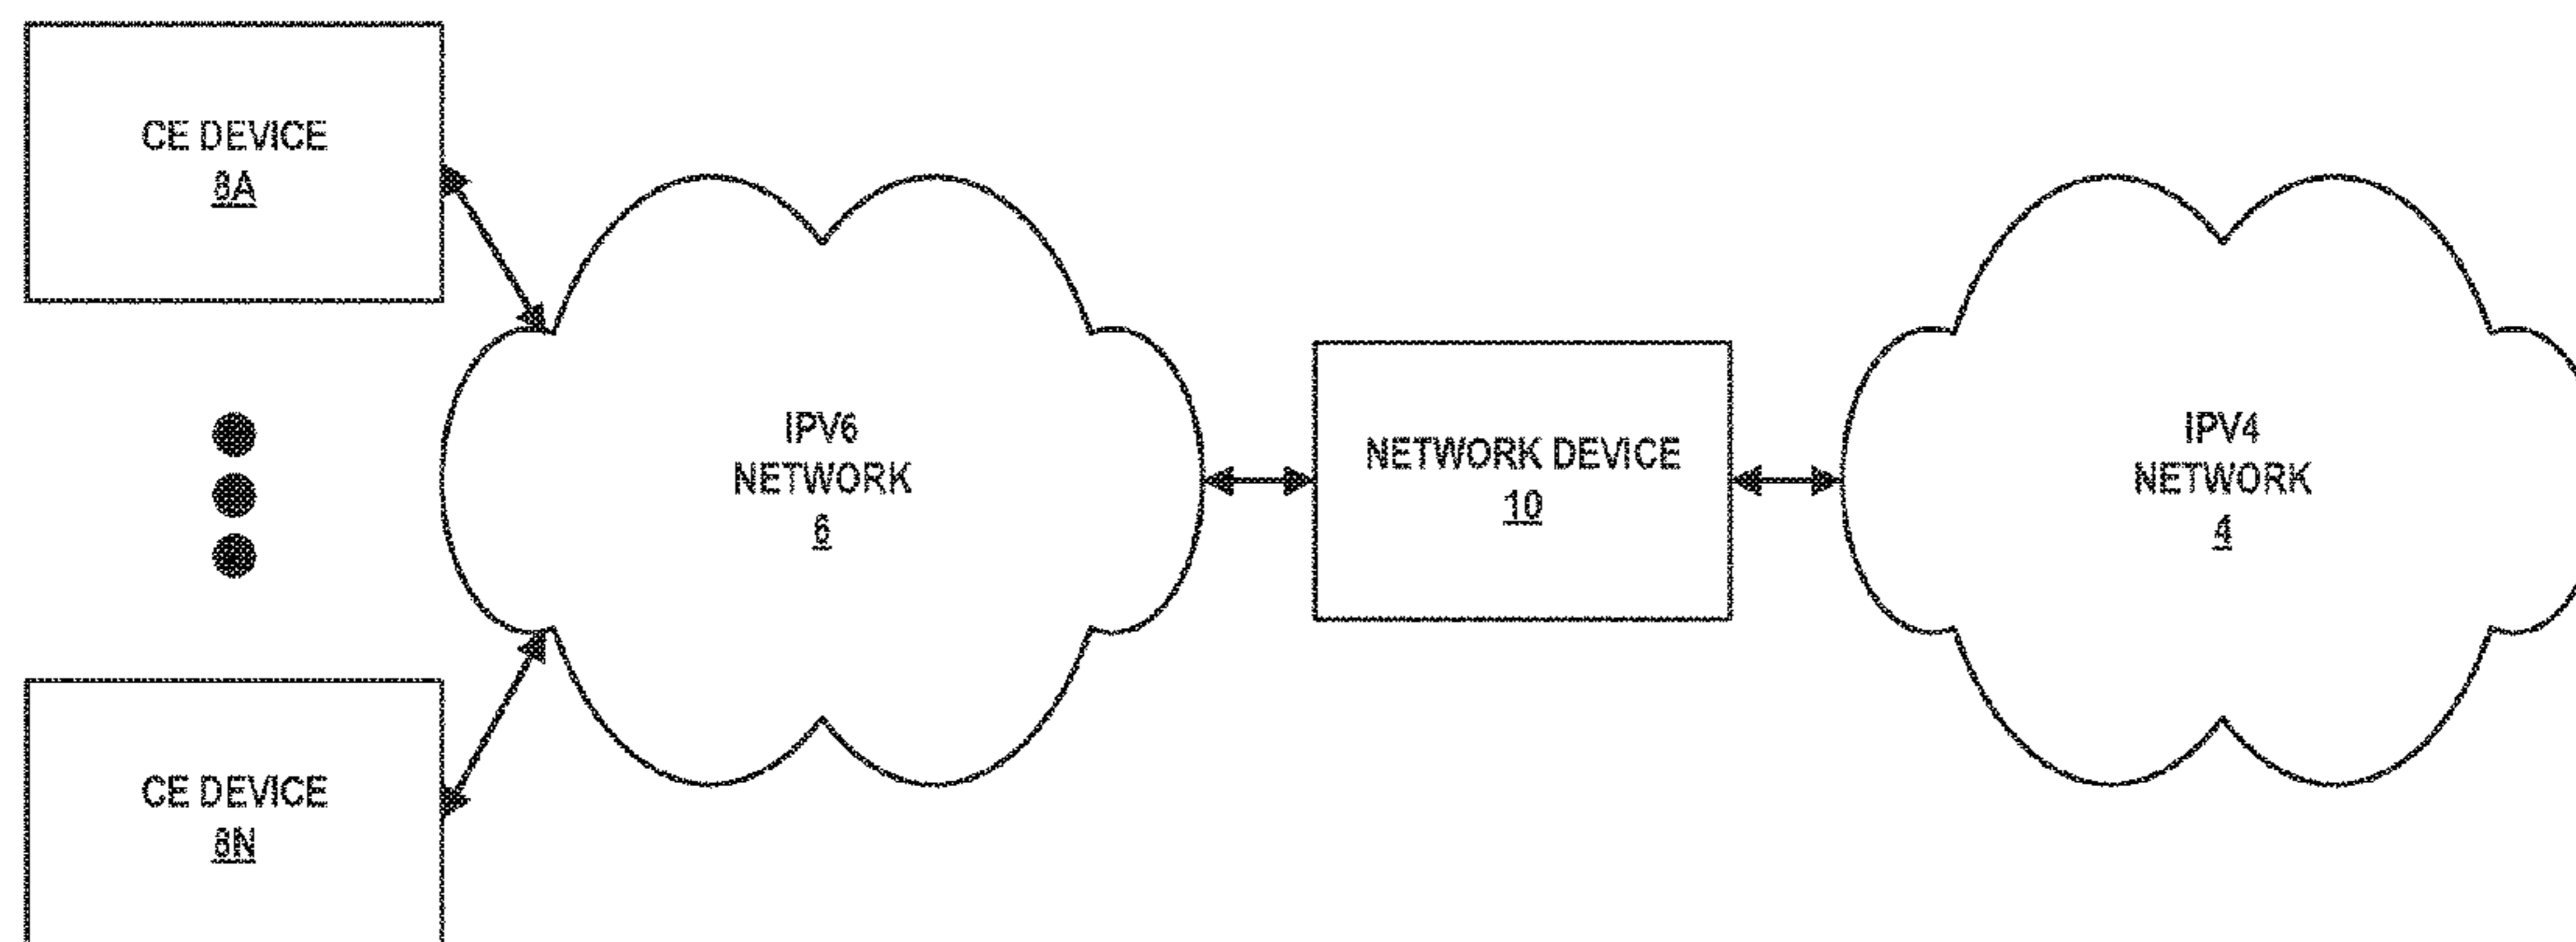 CE DEVICE
8A
IPV6
NETWORK
6
NETWORK DEVICE
10
IPV4
NETWORK
4
CE DEVICE
8N